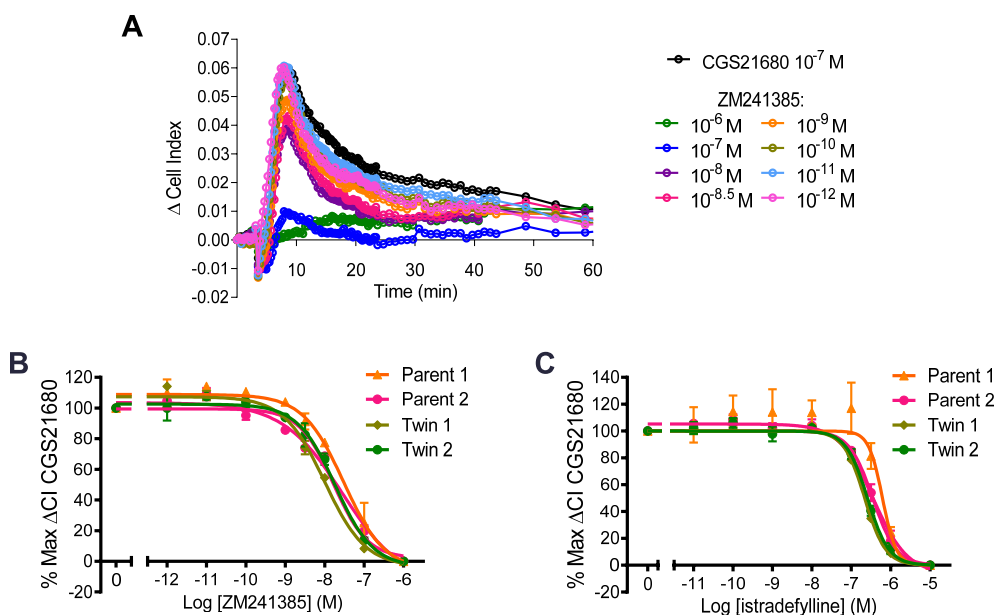 A
Δ Cell Index
0.07
0.06
0.05
0.04
0.03
0.02
0.01
0.00
-0.01
-0.02
10 20 30 40 50 60
Time (min)
CGS21680 10⁻⁷ M
ZM241385:
10⁻⁶ M 10⁻⁹ M
10⁻⁷ M 10⁻¹⁰ M
10⁻⁸ M 10⁻¹¹ M
10⁻⁸·⁵ M 10⁻¹² M
B
% Max ΔCI CGS21680
120
100
80
60
40
20
0
0 -12 -11 -10 -9 -8 -7 -6
Log [ZM241385] (M)
Parent 1
Parent 2
Twin 1
Twin 2
C
% Max ΔCI CGS21680
140
120
100
80
60
40
20
0
0 -11 -10 -9 -8 -7 -6 -5
Log [istradefylline] (M)
Parent 1
Parent 2
Twin 1
Twin 2